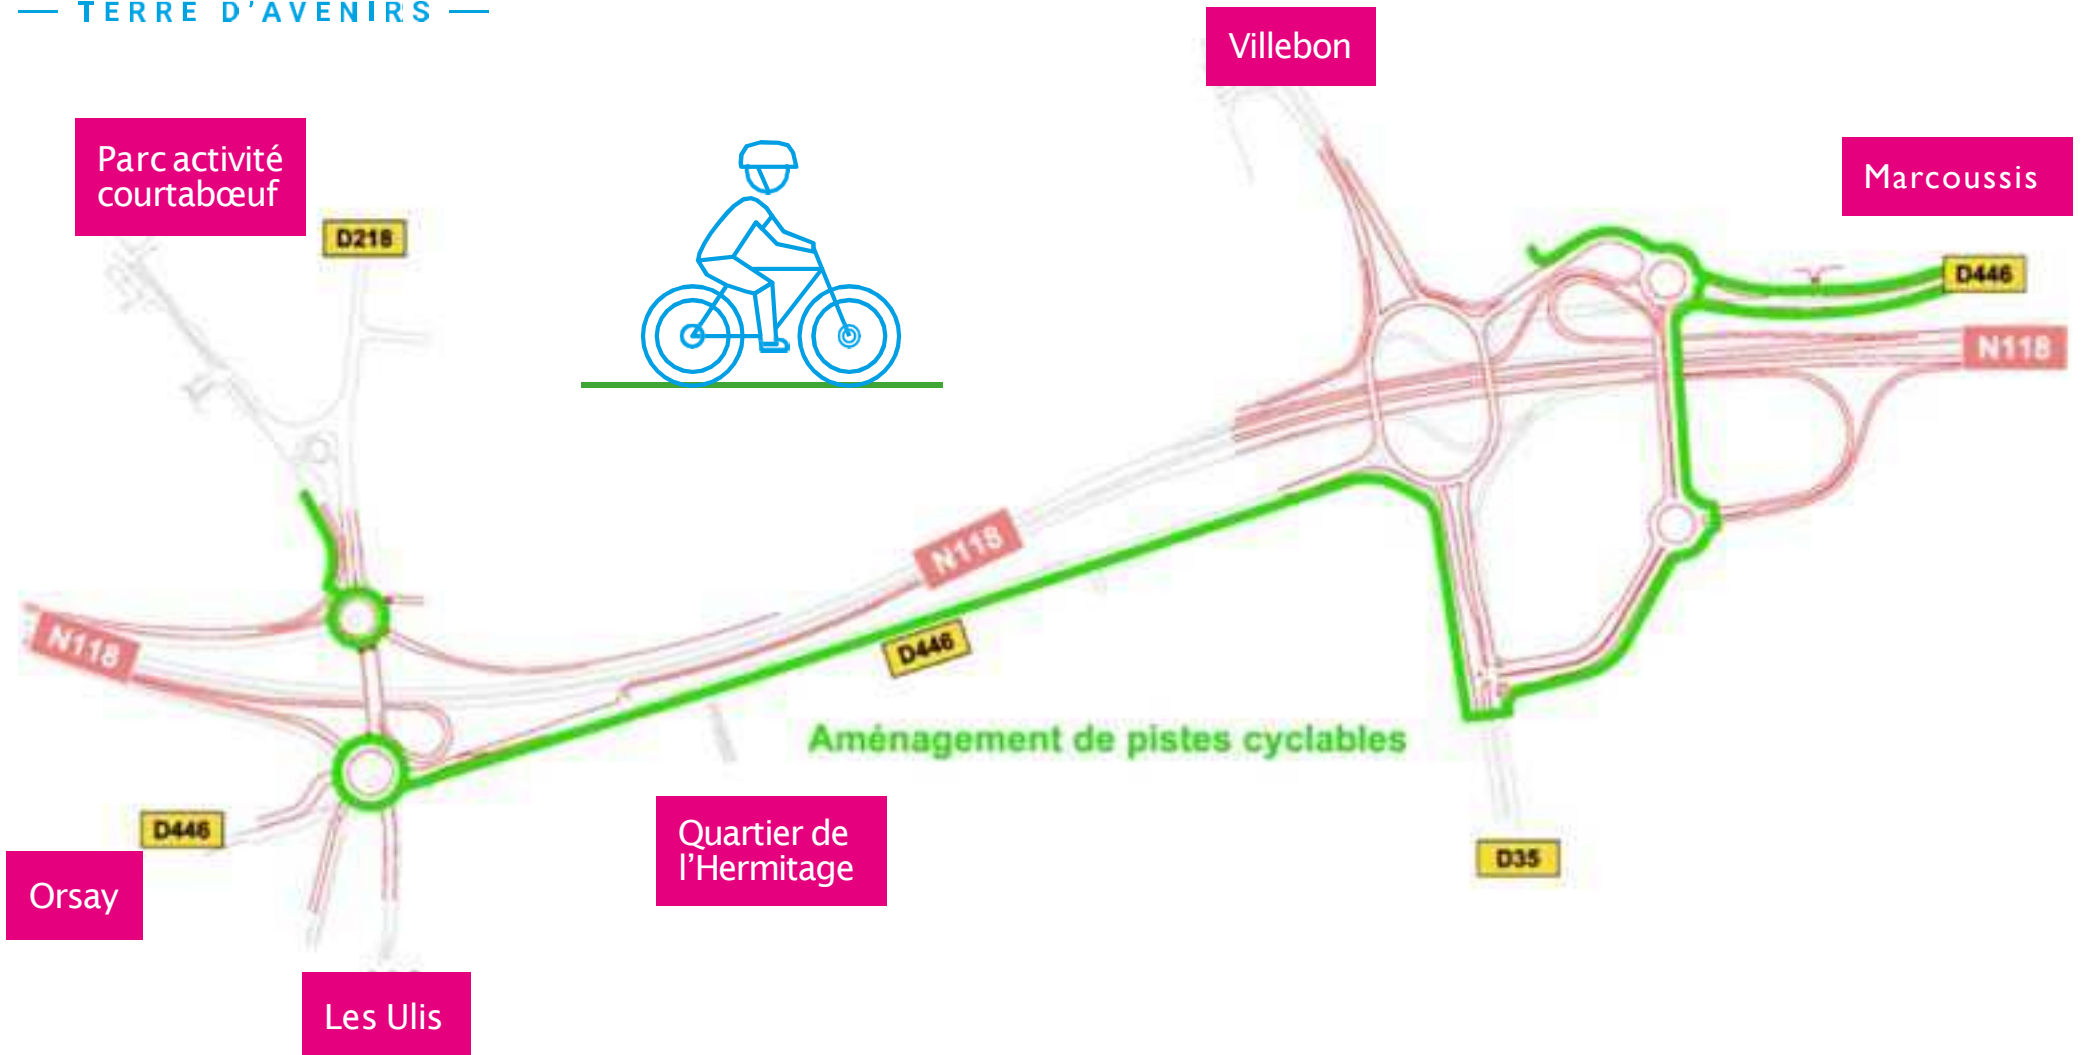 TERRE D'AVENIRS
Villebon
Parc activité
courtabœuf
Marcoussis
D218
D446
N118
N118
N118
D446
Aménagement de pistes cyclables
D446
Quartier de
l'Hermitage
D35
Orsay
Les Ulis